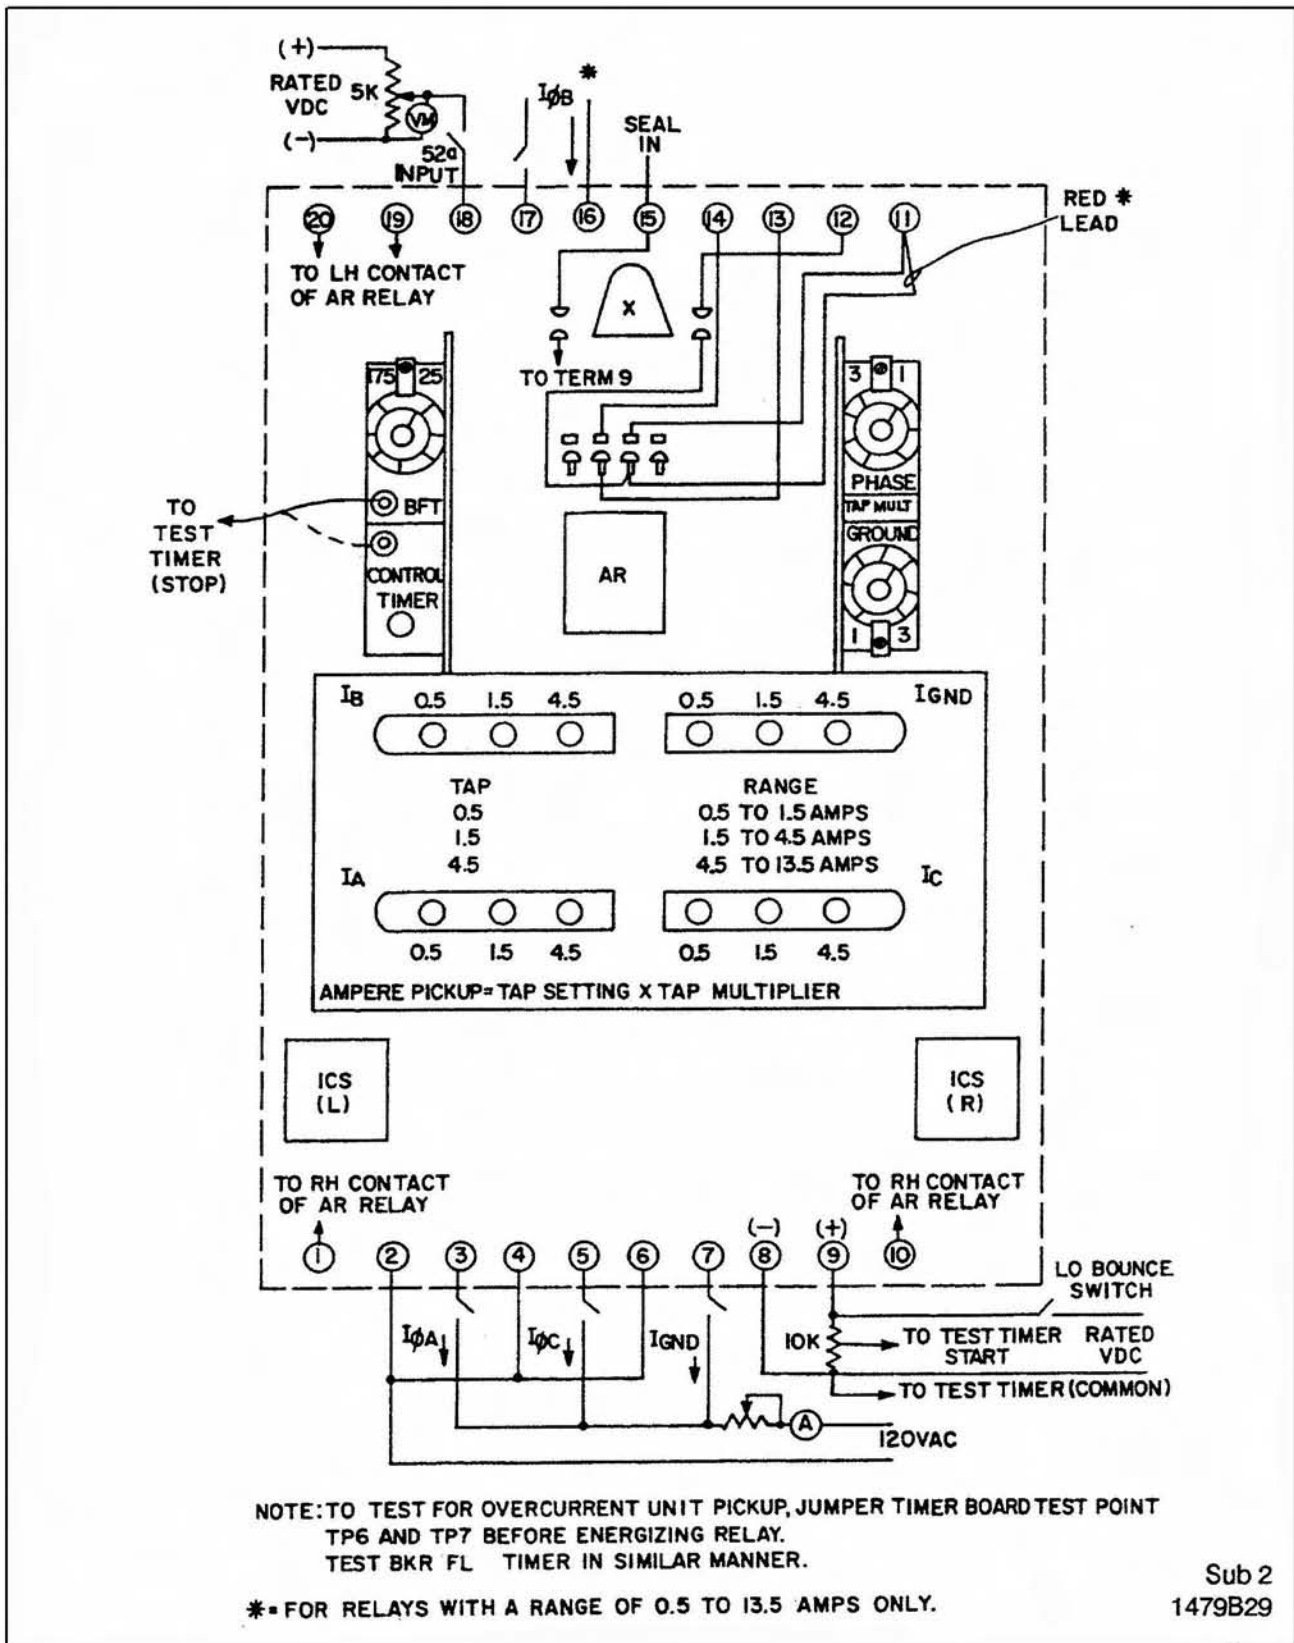 (+)
RATED
VDC
5K
(-)
VM
52a
INPUT
IØB
*
SEAL
IN
RED *
LEAD
20 19 18 17 16 15 14 13 12 11
TO LH CONTACT
OF AR RELAY
X
TO TERM 9
175 25
3 1
BFT
PHASE
TAP MULT
GROUND
TO
TEST
TIMER
(STOP)
CONTROL
TIMER
AR
1 3
IB 0.5 1.5 4.5
0.5 1.5 4.5 IGND
TAP RANGE
0.5 0.5 TO 1.5 AMPS
1.5 1.5 TO 4.5 AMPS
4.5 4.5 TO 13.5 AMPS
IA
IC
0.5 1.5 4.5
0.5 1.5 4.5
AMPERE PICKUP=TAP SETTING X TAP MULTIPLIER
ICS
(L)
ICS
(R)
TO RH CONTACT
OF AR RELAY
TO RH CONTACT
OF AR RELAY
(-) (+)
1 2 3 4 5 6 7 8 9 10
LO BOUNCE
SWITCH
IØA
IØC
IGND
10K
TO TEST TIMER
START
RATED
VDC
TO TEST TIMER (COMMON)
A
120VAC
NOTE: TO TEST FOR OVERCURRENT UNIT PICKUP, JUMPER TIMER BOARD TEST POINT
TP6 AND TP7 BEFORE ENERGIZING RELAY.
TEST BKR FL TIMER IN SIMILAR MANNER.
*= FOR RELAYS WITH A RANGE OF 0.5 TO 13.5 AMPS ONLY.
Sub 2
1479B29